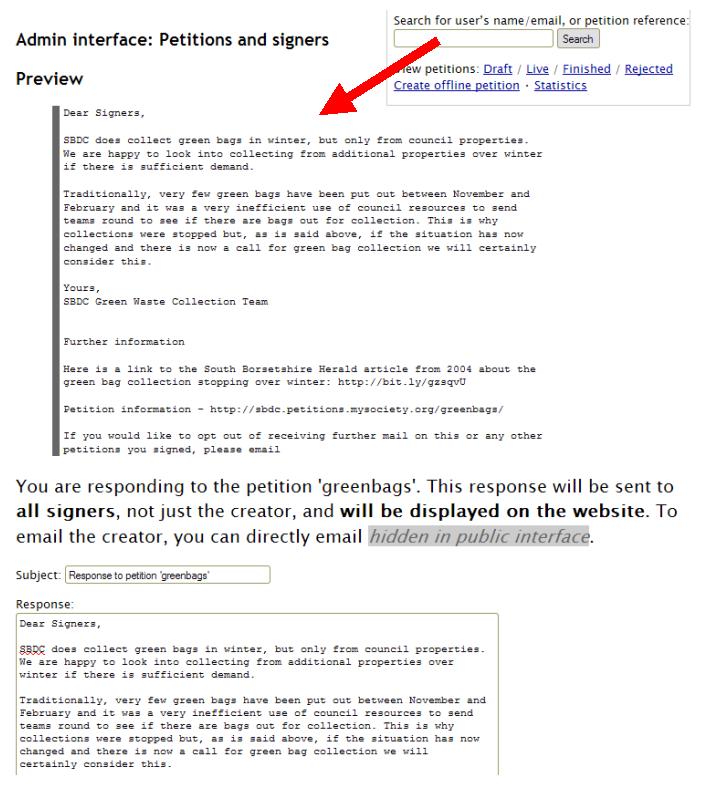 Search for user's name/email, or petition reference:
Admin interface: Petitions and signers
Search
View petitions: Draft / Live / Finished / Rejected
Create offline petition · Statistics
Preview
Dear Signers,
SBDC does collect green bags in winter, but only from council properties.
We are happy to look into collecting from additional properties over winter
if there is sufficient demand.
Traditionally, very few green bags have been put out between November and
February and it was a very inefficient use of council resources to send
teams round to see if there are bags out for collection. This is why
collections were stopped but, as is said above, if the situation has now
changed and there is now a call for green bag collection we will certainly
consider this.
Yours,
SBDC Green Waste Collection Team
Further information
Here is a link to the South Borsetshire Herald article from 2004 about the
green bag collection stopping over winter: http://bit.ly/gzsqvU
Petition information - http://sbdc.petitions.mysociety.org/greenbags/
If you would like to opt out of receiving further mail on this or any other
petitions you signed, please email
You are responding to the petition 'greenbags'. This response will be sent to
all signers, not just the creator, and will be displayed on the website. To
email the creator, you can directly email hidden in public interface.
Subject: Response to petition 'greenbags'
Response:
Dear Signers,
SBDC does collect green bags in winter, but only from council properties.
We are happy to look into collecting from additional properties over
winter if there is sufficient demand.
Traditionally, very few green bags have been put out between November and
February and it was a very inefficient use of council resources to send
teams round to see if there are bags out for collection. This is why
collections were stopped but, as is said above, if the situation has now
changed and there is now a call for green bag collection we will
certainly consider this.